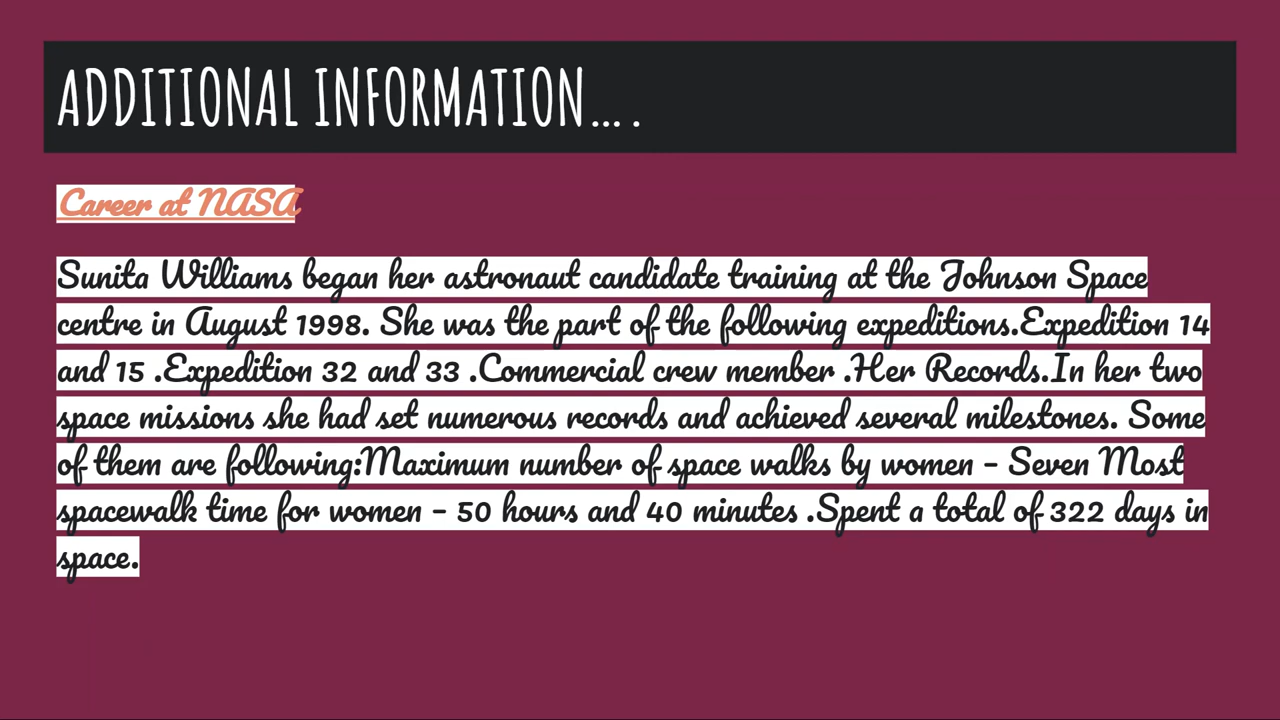 ADDITIONAL INFORMATION... .
Career at NASA
Sunita Williams began her astronaut candidate training at the Johnson Space
centre in August 1998. She was the part of the following expeditions.Expedition 14
and 15 .Expedition 32 and 33 .Commercial crew member .Her Records.In her two
space missions she had set numerous records and achieved several milestones. Some
of them are following:Maximum number of space walks by women - Seven Most
spacewalk time for women - 50 hours and 40 minutes .Spent a total of 322 days in
space.